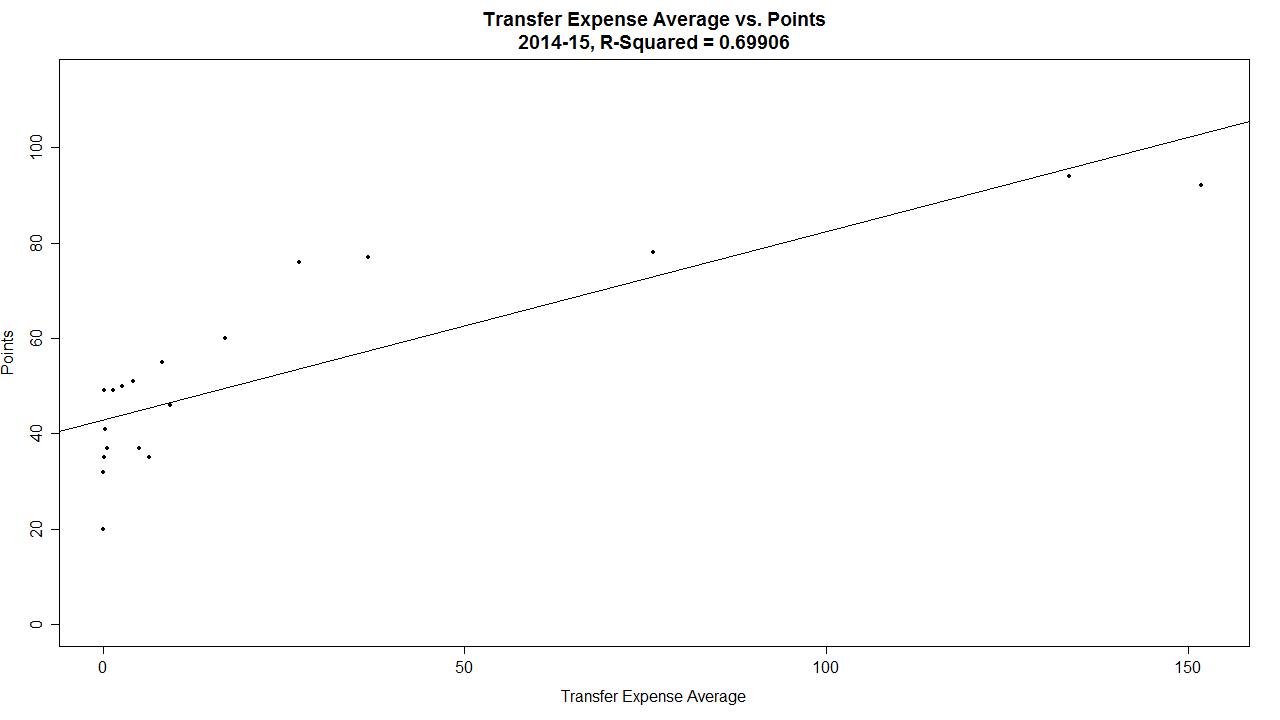 Transfer Expense Average vs. Points
2014-15, R-Squared = 0.69906
Points
100
80
60
40
20
0
0 50 100 150
Transfer Expense Average